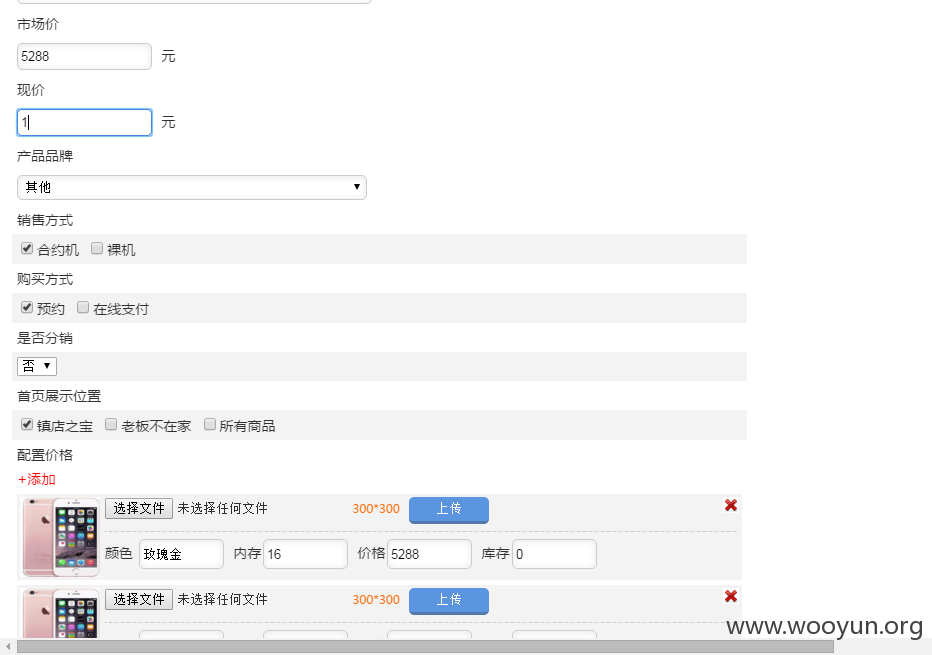 市场价
5288 元
现价
1 元
产品品牌
其他
销售方式
合约机 裸机
购买方式
预约 在线支付
是否分销
否
首页展示位置
镇店之宝 老板不在家 所有商品
配置价格
+添加
选择文件 未选择任何文件 300*300 上传
颜色 玫瑰金 内存 16 价格 5288 库存 0
选择文件 未选择任何文件 300*300 上传
www.wooyun.org